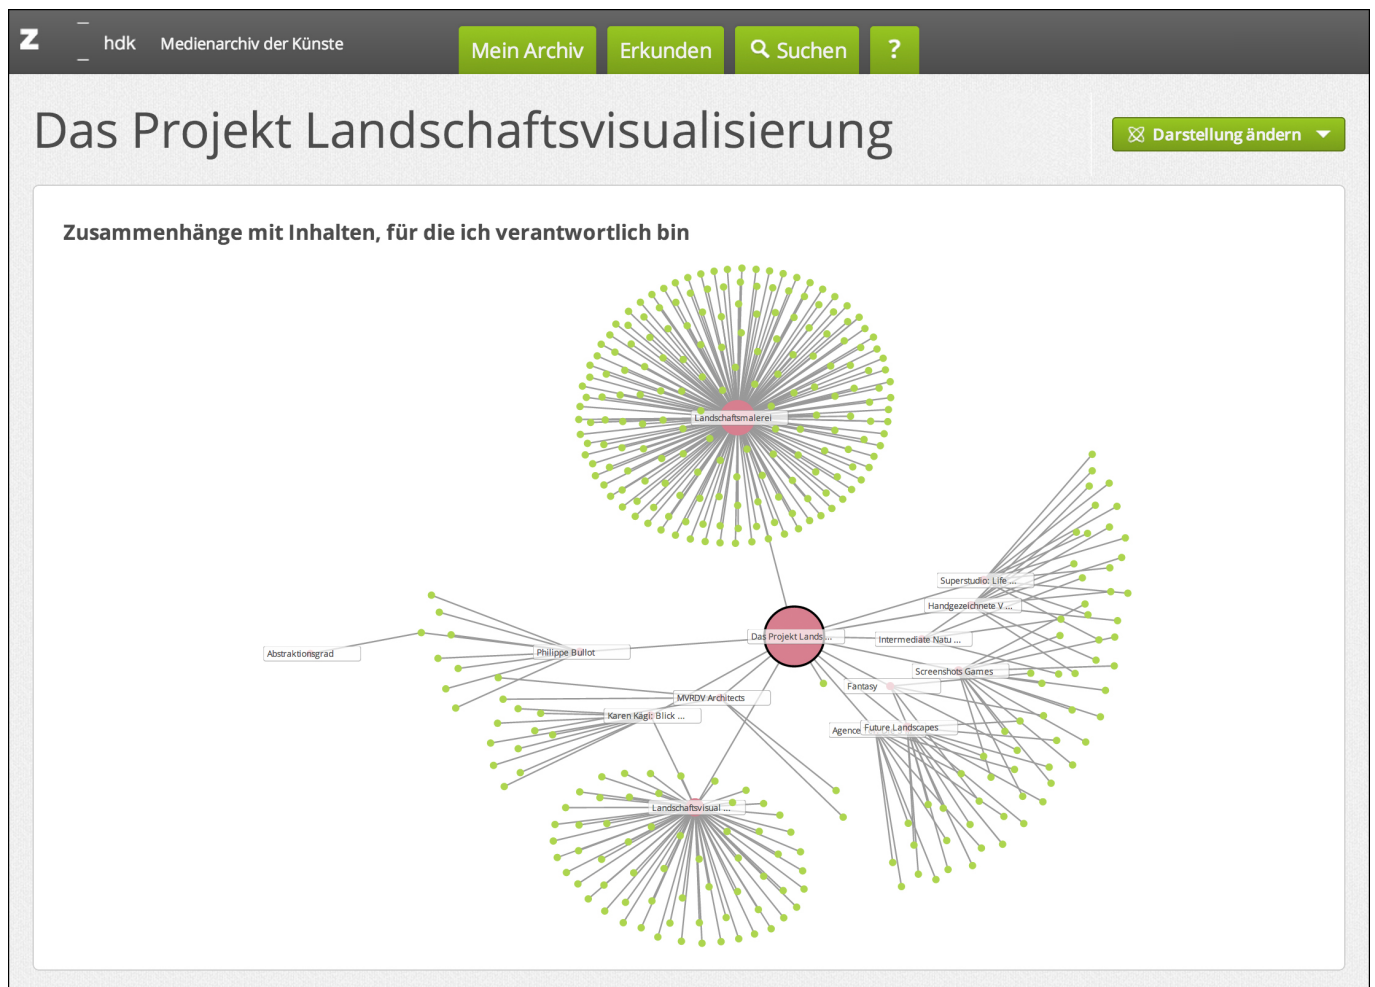 Z hdk Medienarchiv der Künste
Mein Archiv
Erkunden
Suchen
?
Das Projekt Landschaftsvisualisierung
Darstellung ändern
Zusammenhänge mit Inhalten, für die ich verantwortlich bin
Landschaftsmalerei
Superstudio: Life ...
Handgezeichnete V ...
Das Projekt Lands ...
Intermediate Natu ...
Abstraktionsgrad
Philippe Bullot
Screenshots Games
Fantasy
MVRDV Architects
Karen Kägi: Blick ...
Agence
Future Landscapes
Landschaftsvisual ...